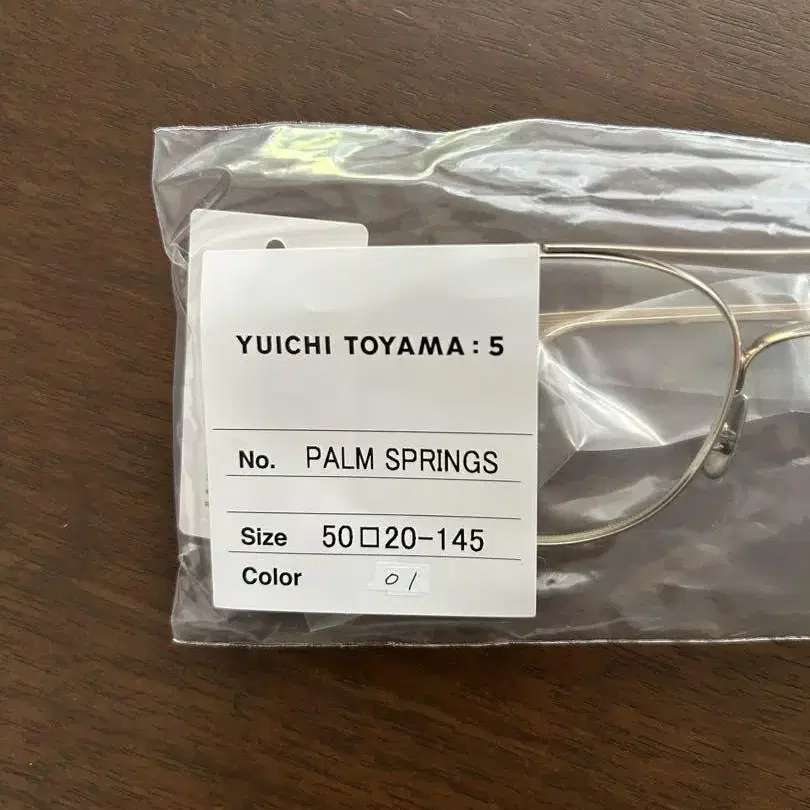 YUICHI TOYAMA : 5
No. PALM SPRINGS
Size 50□20-145
Color 01